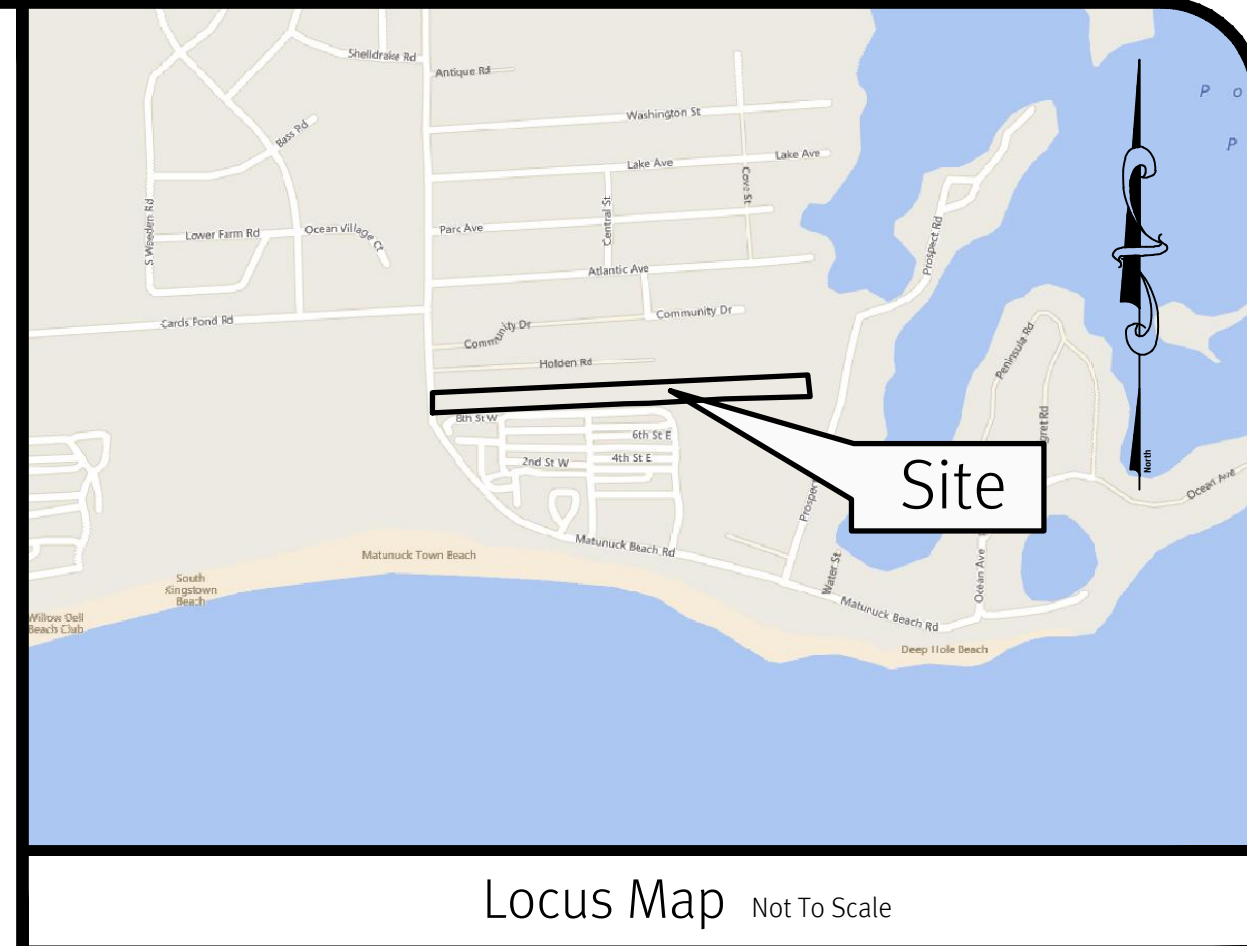 Shelldrake Rd
Antique Rd
P o
Washington St
Bass Rd
P
Lake Ave
Lake Ave
Cove St
S Weeden Rd
Lower Farm Rd
Ocean Village Ct
Parc Ave
Central St
Prospect Rd
Atlantic Ave
Cards Pond Rd
Community Dr
Community Dr
Peninsula Rd
Holden Rd
8th St W
6th St E
gret Rd
2nd St W
4th St E
Site
North
Ocean Ave
Prospec
Matunuck Beach Rd
Matunuck Town Beach
South
Kingstown
Beach
Water St
Ocean Ave
Matunuck Beach Rd
Willow Dell
Beach Club
Deep Hole Beach
Locus Map Not To Scale